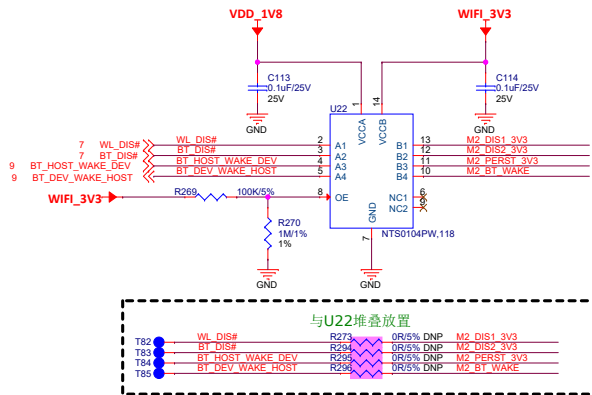 VDD_1V8
WIFI_3V3
C113
0.1uF/25V
25V
GND
C114
0.1uF/25V
25V
GND
U22
1
14
VCCA
VCCB
7 WL_DIS# WL_DIS# 2 A1 B1 13 M2_DIS1_3V3
7 BT_DIS# BT_DIS# 3 A2 B2 12 M2_DIS2_3V3
9 BT_HOST_WAKE_DEV BT_HOST_WAKE_DEV 4 A3 B3 11 M2_PERST_3V3
9 BT_DEV_WAKE_HOST BT_DEV_WAKE_HOST 5 A4 B4 10 M2_BT_WAKE
WIFI_3V3 R269 100K/5% 8 OE NC1 6
NC2 9
GND
7
NTS0104PW,118
R270
1M/1%
1%
GND
GND
与U22堆叠放置
T82 WL_DIS# R273 0R/5% DNP M2_DIS1_3V3
T83 BT_DIS# R294 0R/5% DNP M2_DIS2_3V3
T84 BT_HOST_WAKE_DEV R295 0R/5% DNP M2_PERST_3V3
T85 BT_DEV_WAKE_HOST R296 0R/5% DNP M2_BT_WAKE